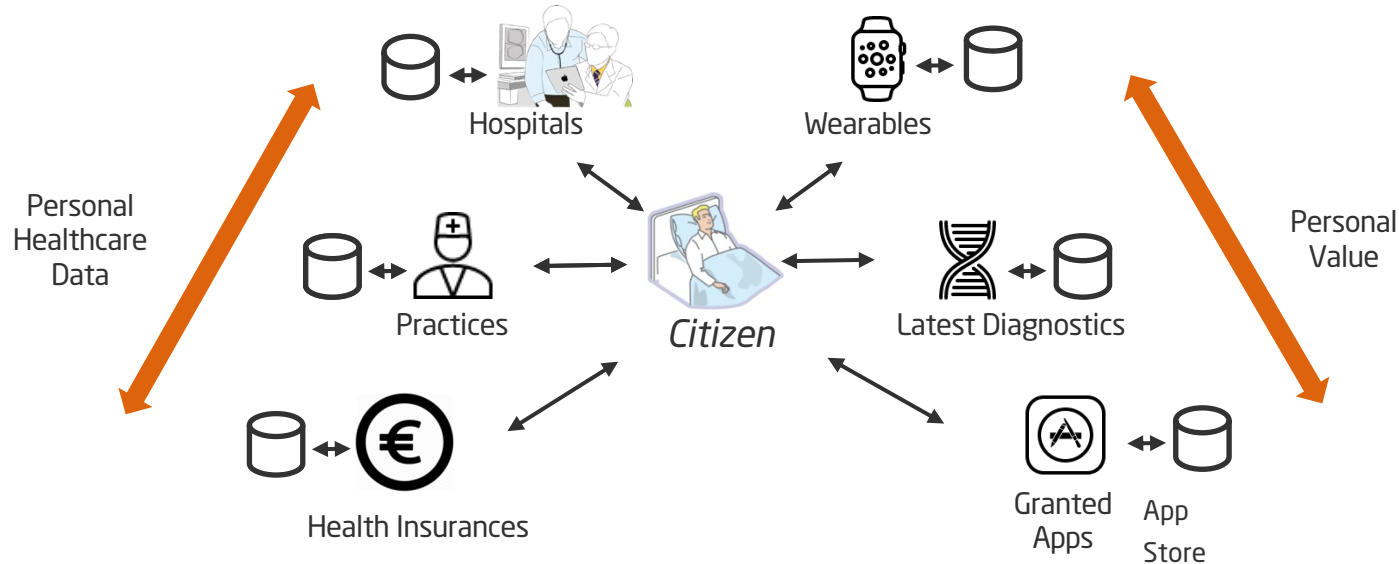 Hospitals
Wearables
Personal
Healthcare
Data
Personal
Value
Practices
Citizen
Latest Diagnostics
€
Health Insurances
Granted
Apps
App
Store